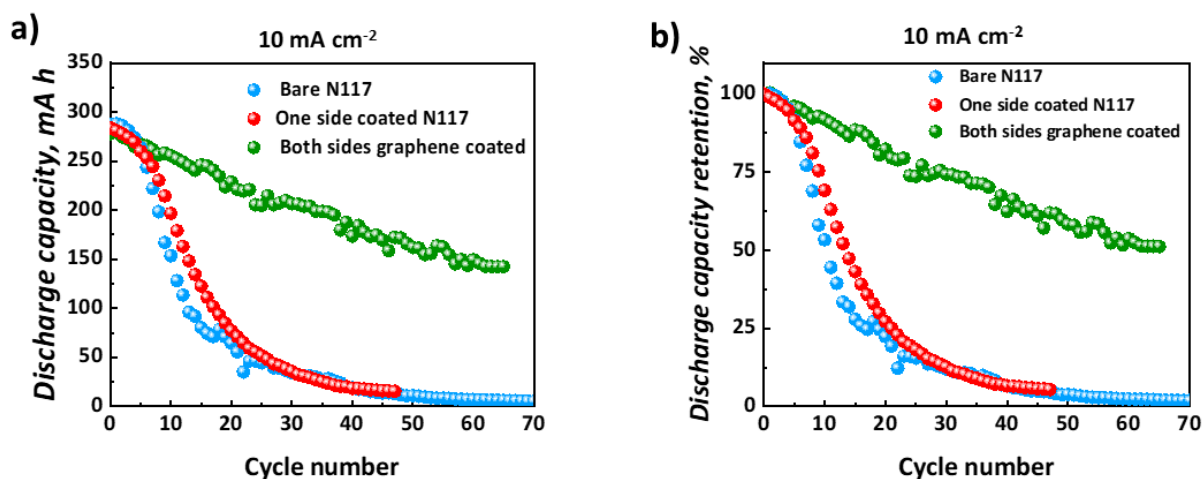 a)
10 mA cm⁻²
Discharge capacity, mA h
350
300
250
200
150
100
50
0
Bare N117
One side coated N117
Both sides graphene coated
0 10 20 30 40 50 60 70
Cycle number
b)
10 mA cm⁻²
Discharge capacity retention, %
100
75
50
25
0
Bare N117
One side coated N117
Both sides graphene coated
0 10 20 30 40 50 60 70
Cycle number